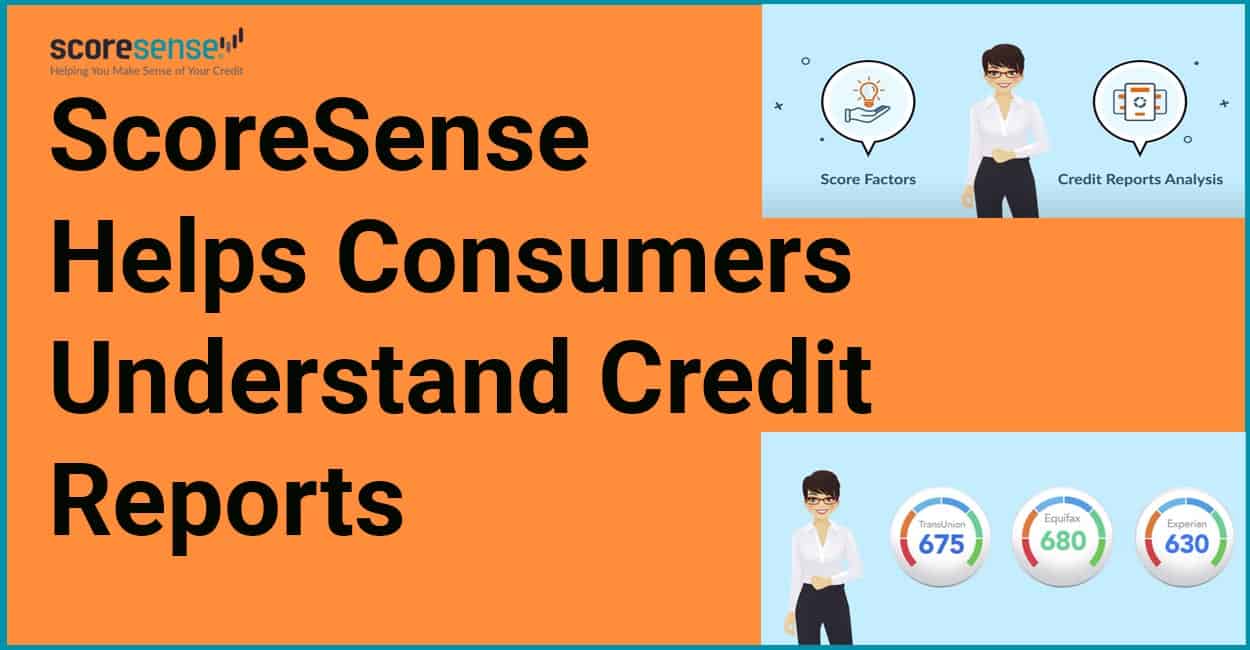 scoresense
Helping You Make Sense of Your Credit
ScoreSense
Helps Consumers
Understand Credit
Reports
Score Factors
Credit Reports Analysis
TransUnion
675
Equifax
680
Experian
630